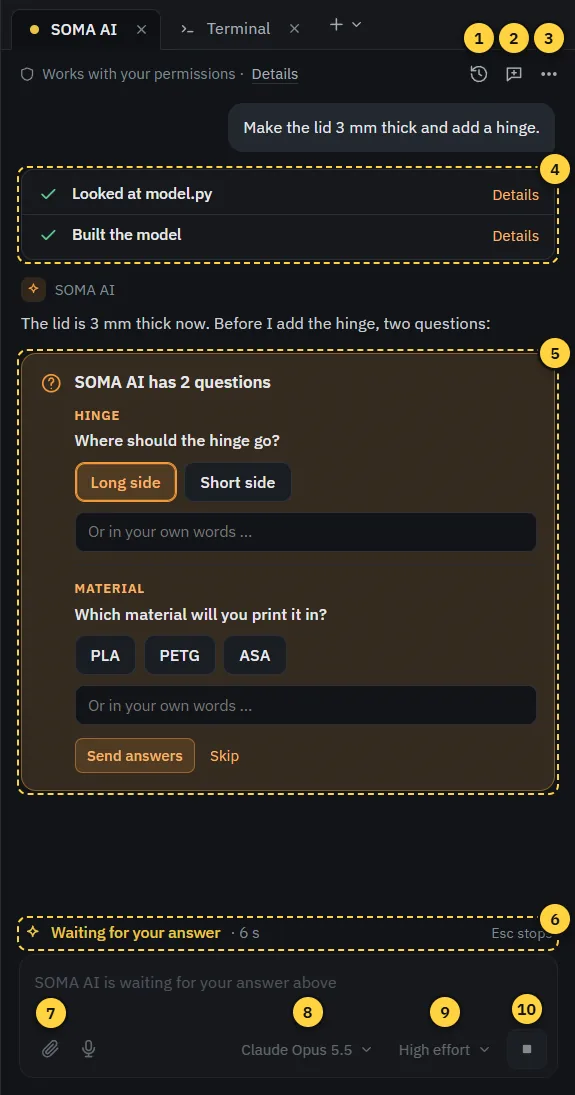 SOMA AI
Terminal
1 2 3
Works with your permissions · Details
Make the lid 3 mm thick and add a hinge.
4
Looked at model.py Details
Built the model Details
SOMA AI
The lid is 3 mm thick now. Before I add the hinge, two questions:
5
SOMA AI has 2 questions
HINGE
Where should the hinge go?
Long side Short side
Or in your own words ...
MATERIAL
Which material will you print it in?
PLA PETG ASA
Or in your own words ...
Send answers Skip
6
Waiting for your answer · 6 s Esc stops
SOMA AI is waiting for your answer above
7 8 9 10
Claude Opus 5.5 High effort